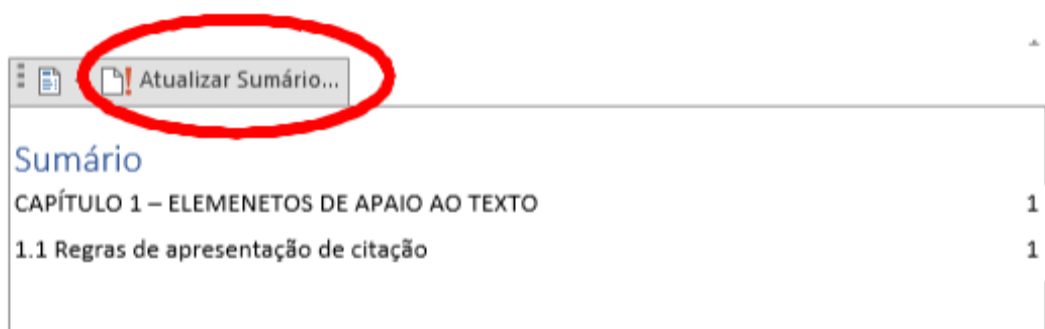 Atualizar Sumário...
Sumário
CAPÍTULO 1 – ELEMENETOS DE APAIO AO TEXTO 1
1.1 Regras de apresentação de citação 1